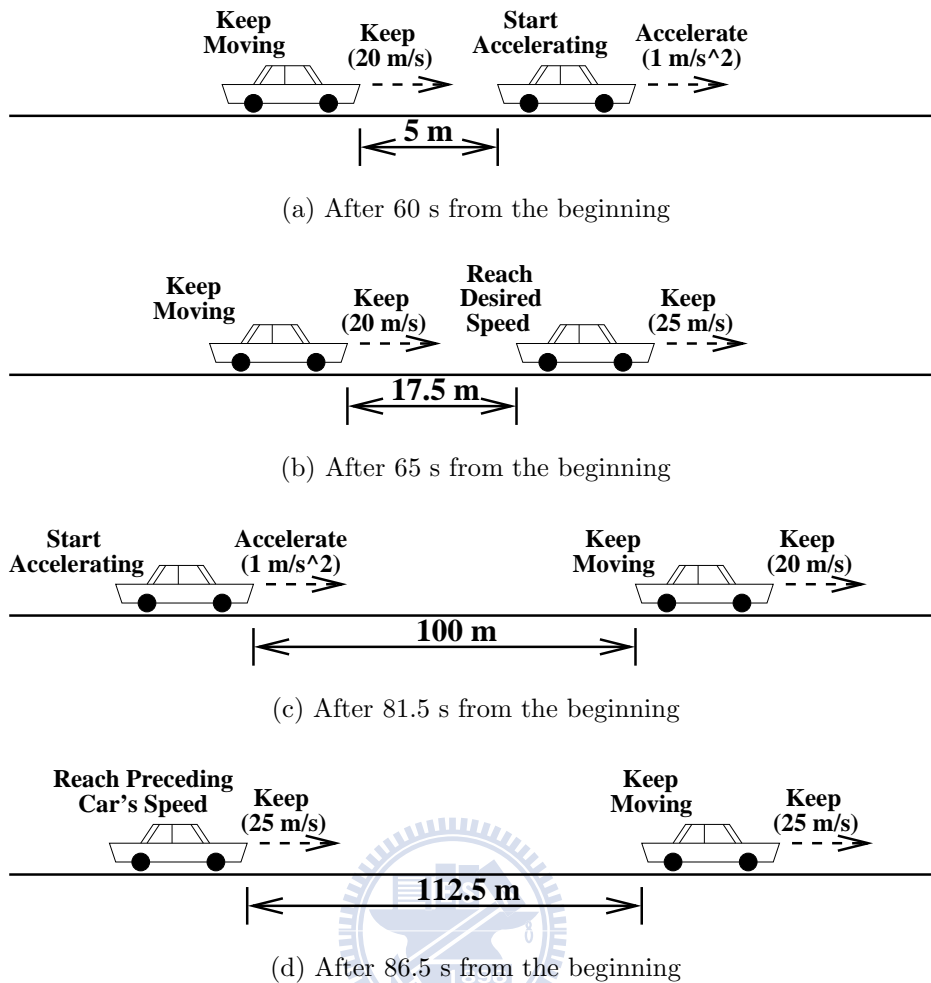 Keep
Moving
Keep
(20 m/s)
Start
Accelerating
Accelerate
(1 m/s^2)
5 m
(a) After 60 s from the beginning
Keep
Moving
Keep
(20 m/s)
Reach
Desired
Speed
Keep
(25 m/s)
17.5 m
(b) After 65 s from the beginning
Start
Accelerating
Accelerate
(1 m/s^2)
Keep
Moving
Keep
(20 m/s)
100 m
(c) After 81.5 s from the beginning
Reach Preceding
Car's Speed
Keep
(25 m/s)
Keep
Moving
Keep
(25 m/s)
112.5 m
(d) After 86.5 s from the beginning